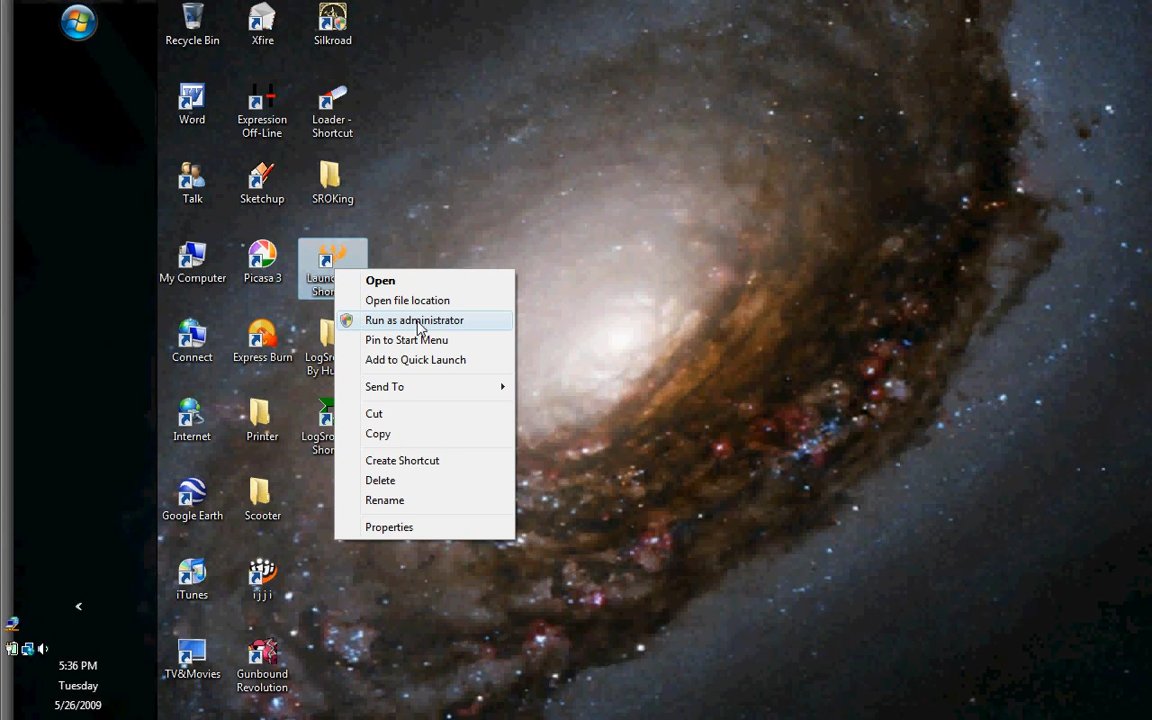 Recycle Bin
Xfire
Silkroad
Word
Expression
Off-Line
Loader -
Shortcut
Talk
Sketchup
SROKing
My Computer
Picasa 3
Connect
Express Burn
By Hu
Internet
Printer
Google Earth
Scooter
iTunes
ijji
TV&Movies
Gunbound
Revolution
Open
Open file location
Run as administrator
Pin to Start Menu
Add to Quick Launch
Send To
Cut
Copy
Create Shortcut
Delete
Rename
Properties
5:36 PM
Tuesday
5/26/2009